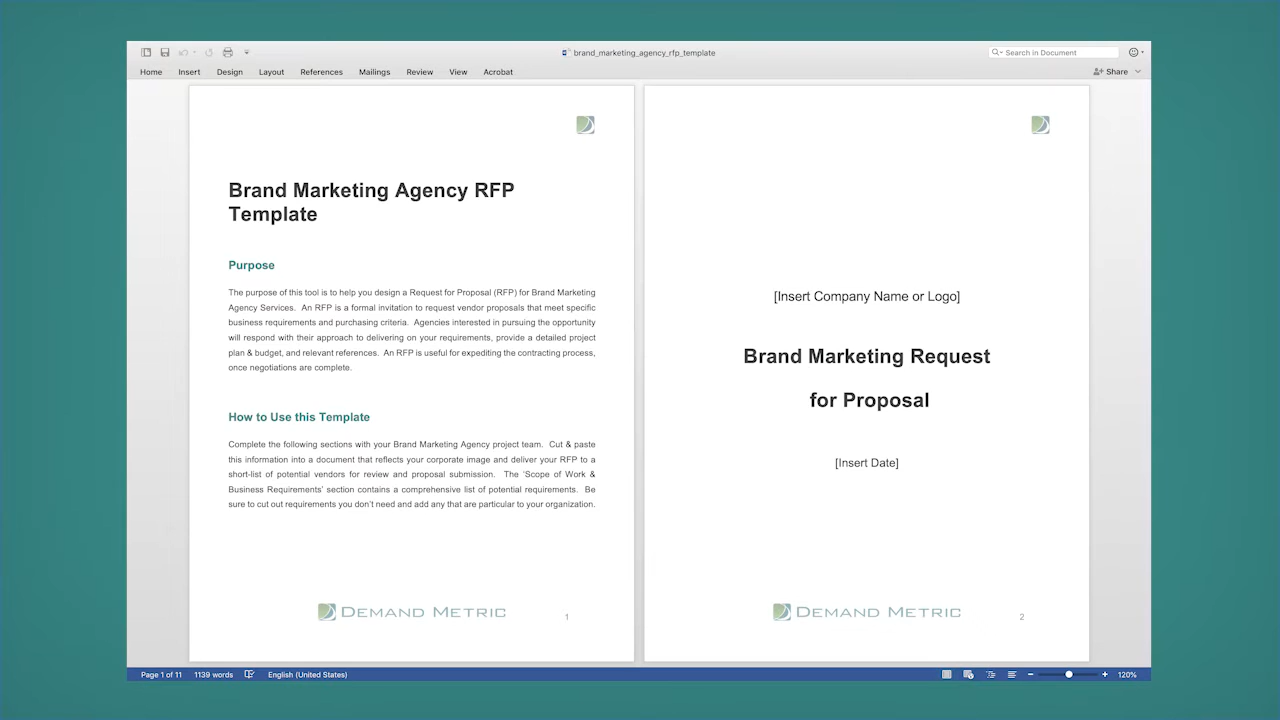 brand_marketing_agency_rfp_template
Search in Document
Home Insert Design Layout References Mailings Review View Acrobat
Share
Brand Marketing Agency RFP
Template
Purpose
The purpose of this tool is to help you design a Request for Proposal (RFP) for Brand Marketing
Agency Services. An RFP is a formal invitation to request vendor proposals that meet specific
business requirements and purchasing criteria. Agencies interested in pursuing the opportunity
will respond with their approach to delivering on your requirements, provide a detailed project
plan & budget, and relevant references. An RFP is useful for expediting the contracting process,
once negotiations are complete.
How to Use this Template
Complete the following sections with your Brand Marketing Agency project team. Cut & paste
this information into a document that reflects your corporate image and deliver your RFP to a
short-list of potential vendors for review and proposal submission. The ‘Scope of Work &
Business Requirements’ section contains a comprehensive list of potential requirements. Be
sure to cut out requirements you don’t need and add any that are particular to your organization.
DEMAND METRIC
1
[Insert Company Name or Logo]
Brand Marketing Request
for Proposal
[Insert Date]
DEMAND METRIC
2
Page 1 of 11 1139 words English (United States) 120%